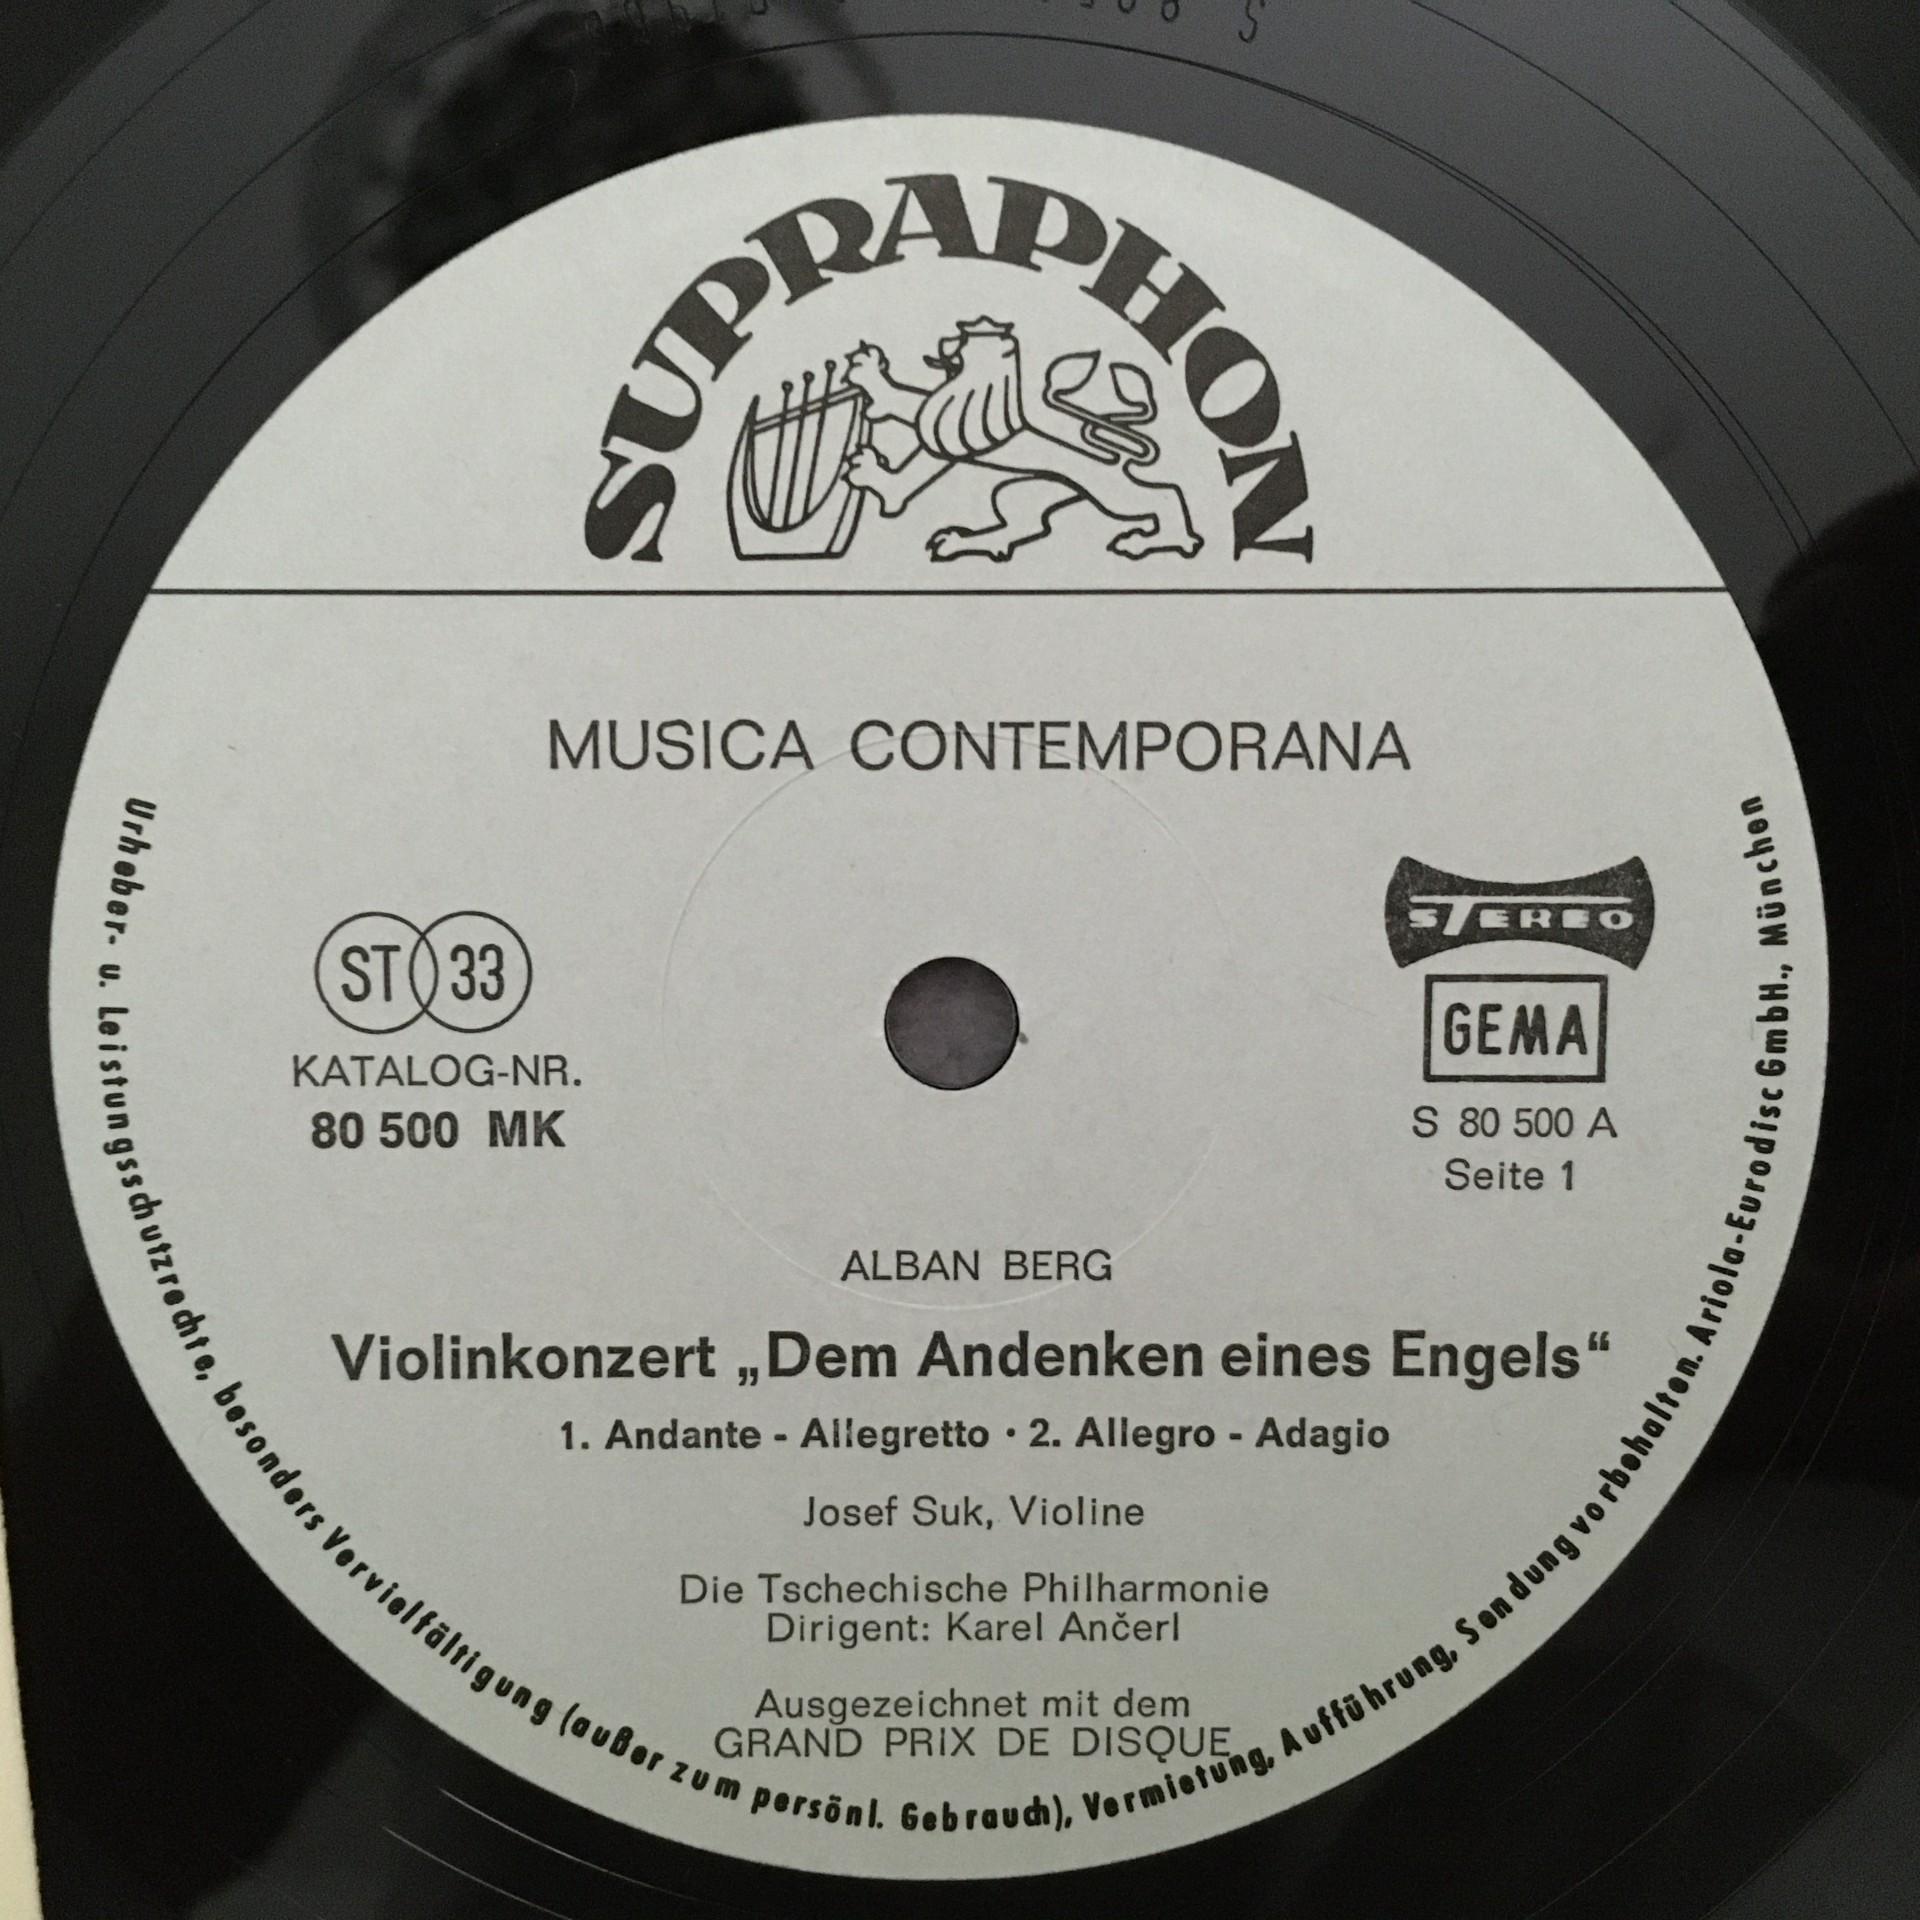 SUPRAPHON
MUSICA CONTEMPORANA
ST 33
KATALOG-NR.
80 500 MK
STEREO
GEMA
S 80 500 A
Seite 1
ALBAN BERG
Violinkonzert „Dem Andenken eines Engels“
1. Andante - Allegretto · 2. Allegro - Adagio
Josef Suk, Violine
Die Tschechische Philharmonie
Dirigent: Karel Ančerl
Ausgezeichnet mit dem
GRAND PRIX DE DISQUE
Urheber- u. Leistungsschutzrechte, besonders Vervielfältigung (außer zum persönl. Gebrauch), Vermietung, Aufführung, Sendung vorbehalten. Ariola-Eurodisc GmbH., München